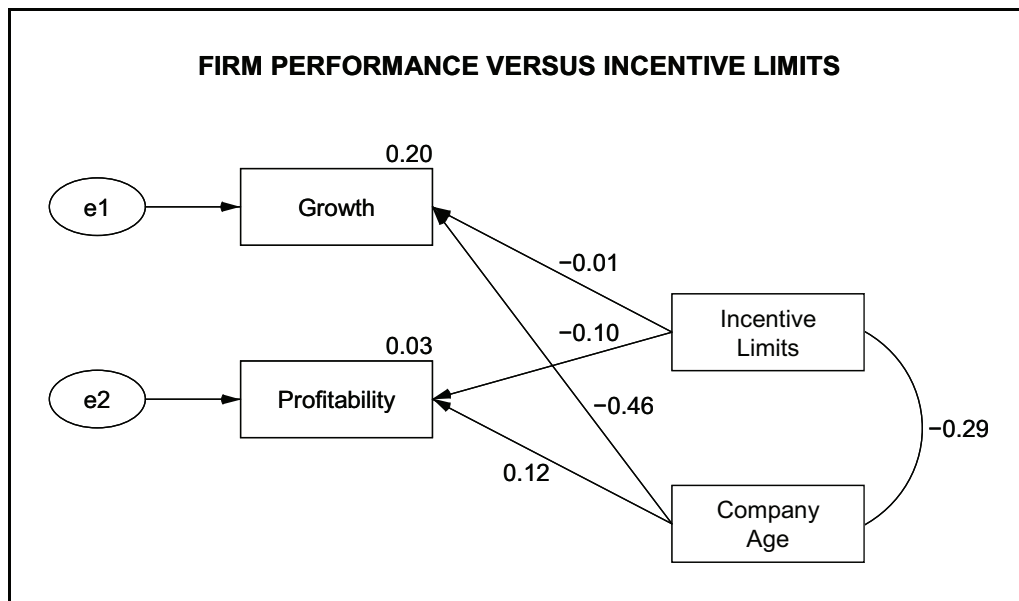 FIRM PERFORMANCE VERSUS INCENTIVE LIMITS
0.20
e1
Growth
−0.01
Incentive
Limits
−0.10
0.03
e2
Profitability
−0.46
−0.29
0.12
Company
Age